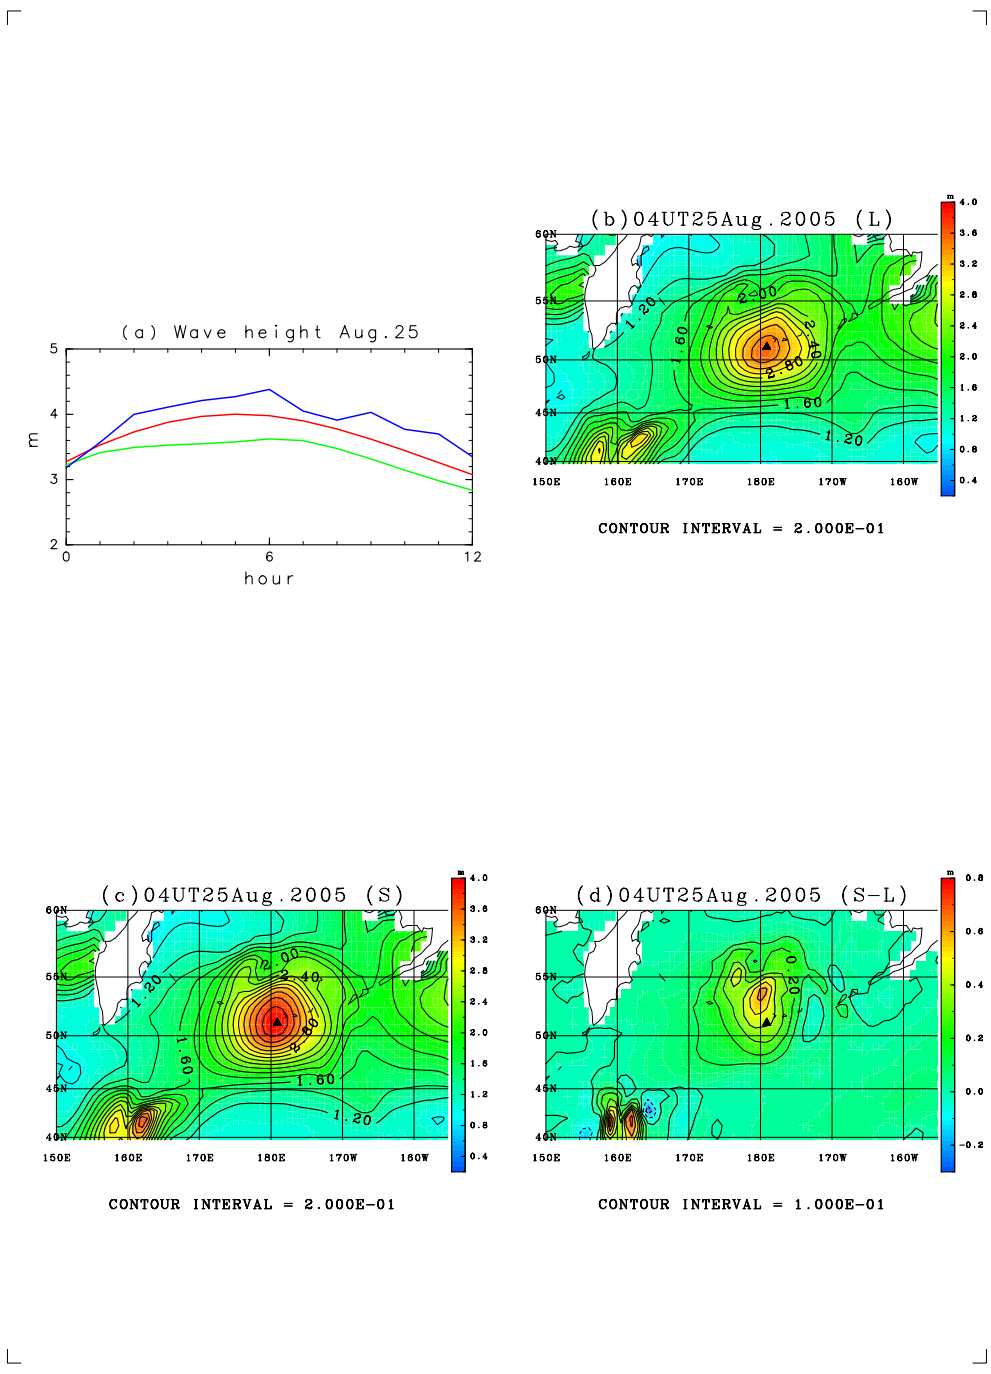 (a) Wave height Aug.25
5
4
3
2
m
0 6 12
hour
(b)04UT25Aug.2005 (L)
m
4.0
3.6
3.2
2.8
2.4
2.0
1.6
1.2
0.8
0.4
60N
55N
50N
45N
40N
150E 160E 170E 180E 170W 160W
2.00
1.20
1.60
2.40
2.80
1.60
1.20
CONTOUR INTERVAL = 2.000E-01
(c)04UT25Aug.2005 (S)
m
4.0
3.6
3.2
2.8
2.4
2.0
1.6
1.2
0.8
0.4
60N
55N
50N
45N
40N
150E 160E 170E 180E 170W 160W
2.00
2.40
1.20
2.80
1.60
1.60
1.20
CONTOUR INTERVAL = 2.000E-01
(d)04UT25Aug.2005 (S-L)
m
0.8
0.6
0.4
0.2
0.0
-0.2
60N
55N
50N
45N
40N
150E 160E 170E 180E 170W 160W
0.20
CONTOUR INTERVAL = 1.000E-01